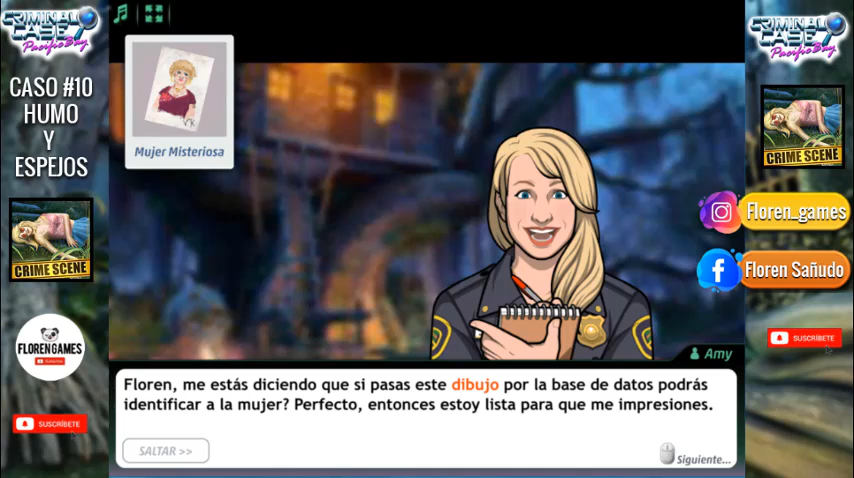 CRIMINAL CASE
Pacific Bay
CASO #10
HUMO
Y
ESPEJOS
CRIME SCENE
FLOREN GAMES
SUSCRÍBETE
VK
Mujer Misteriosa
Amy
Floren, me estás diciendo que si pasas este dibujo por la base de datos podrás
identificar a la mujer? Perfecto, entonces estoy lista para que me impresiones.
SALTAR >>
Siguiente...
CRIMINAL CASE
Pacific Bay
CRIME SCENE
Floren_games
Floren Sañudo
SUSCRÍBETE